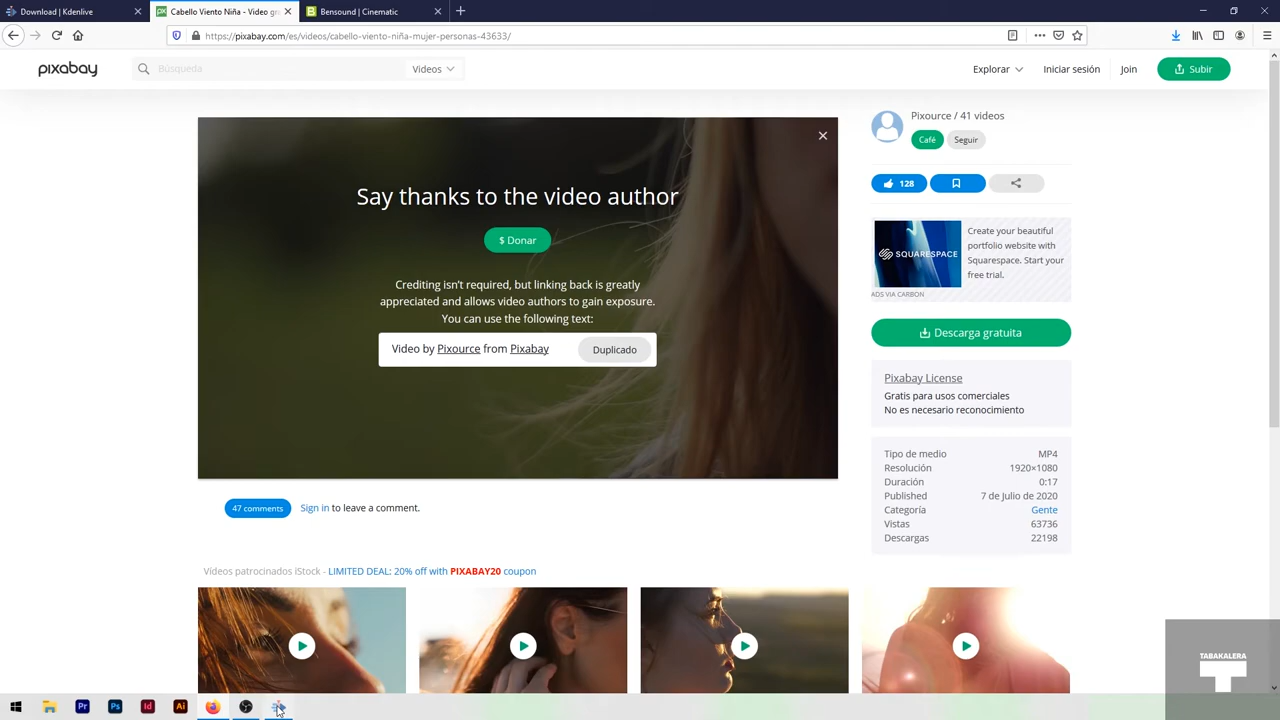 Download | Kdenlive
Cabello Viento Niña - Video gr
Bensound | Cinematic
https://pixabay.com/es/videos/cabello-viento-niña-mujer-personas-43633/
pixabay
Búsqueda
Videos
Explorar
Iniciar sesión
Join
Subir
Say thanks to the video author
$ Donar
Crediting isn't required, but linking back is greatly
appreciated and allows video authors to gain exposure.
You can use the following text:
Video by Pixource from Pixabay
Duplicado
47 comments
Sign in to leave a comment.
Pixource / 41 videos
Café
Seguir
128
SQUARESPACE
Create your beautiful
portfolio website with
Squarespace. Start your
free trial.
ADS VIA CARBON
Descarga gratuita
Pixabay License
Gratis para usos comerciales
No es necesario reconocimiento
Tipo de medio MP4
Resolución 1920×1080
Duración 0:17
Published 7 de Julio de 2020
Categoría Gente
Vistas 63736
Descargas 22198
Videos patrocinados iStock - LIMITED DEAL: 20% off with PIXABAY20 coupon
TABAKALERA
Pr
Ps
Id
Ai